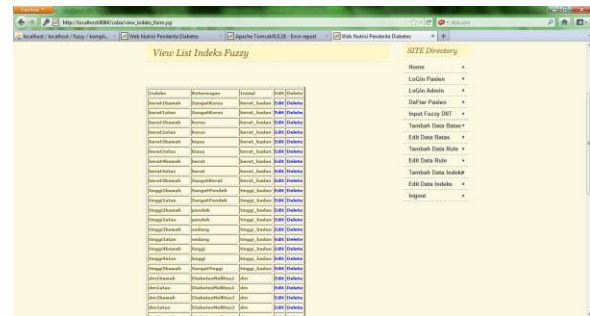 Firefox
http://localhost:8084/coba/view_indeks_form.jsp
localhost / localhost / fuzzy / kompli...
Web Nutrisi Penderita Diabetes
Apache Tomcat/6.0.18 - Error report
Web Nutrisi Penderita Diabetes
View List Indeks Fuzzy
Indeks Keterangan Inisial Edit Delete
berat1bawah SangatKurus berat_badan Edit Delete
berat1atas SangatKurus berat_badan Edit Delete
berat2bawah kurus berat_badan Edit Delete
berat2atas kurus berat_badan Edit Delete
berat3bawah biasa berat_badan Edit Delete
berat3atas biasa berat_badan Edit Delete
berat4bawah berat berat_badan Edit Delete
berat4atas berat berat_badan Edit Delete
berat5bawah SangatBerat berat_badan Edit Delete
tinggi1bawah SangatPendek tinggi_badan Edit Delete
tinggi1atas SangatPendek tinggi_badan Edit Delete
tinggi2bawah pendek tinggi_badan Edit Delete
tinggi2atas pendek tinggi_badan Edit Delete
tinggi3bawah sedang tinggi_badan Edit Delete
tinggi3atas sedang tinggi_badan Edit Delete
tinggi4bawah tinggi tinggi_badan Edit Delete
tinggi4atas tinggi tinggi_badan Edit Delete
tinggi5bawah SangatTinggi tinggi_badan Edit Delete
dm1bawah DiabetesMellitus1 dm Edit Delete
dm1atas DiabetesMellitus1 dm Edit Delete
dm2bawah DiabetesMellitus2 dm Edit Delete
dm2atas DiabetesMellitus2 dm Edit Delete
SITE Directory
Home
LoGin Pasien
LoGin Admin
DaFtar Pasien
Input Fuzzy DIIT
Tambah Data Batas
Edit Data Batas
Tambah Data Rule
Edit Data Rule
Tambah Data Indeks
Edit Data Indeks
logout